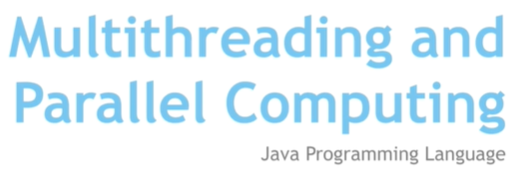 Multithreading and
Parallel Computing
Java Programming Language